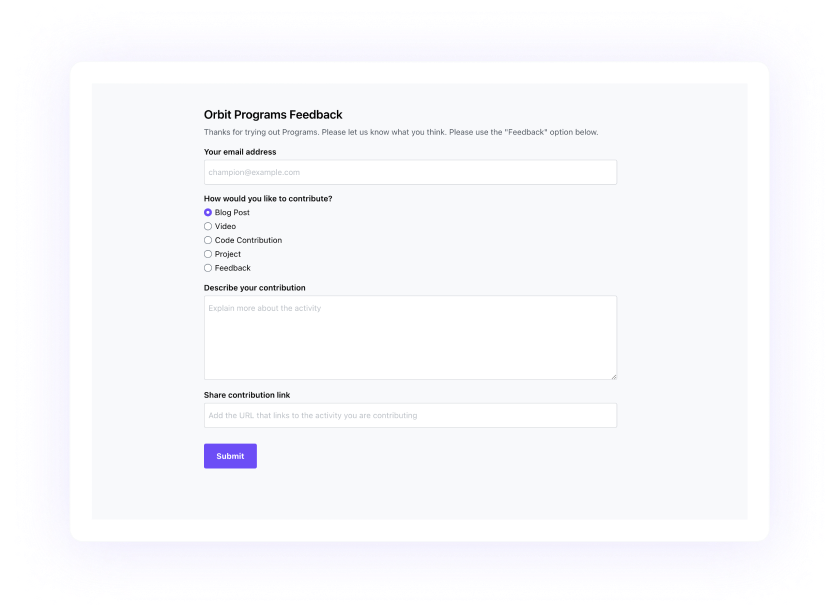 Orbit Programs Feedback
Thanks for trying out Programs. Please let us know what you think. Please use the "Feedback" option below.
Your email address
champion@example.com
How would you like to contribute?
Blog Post
Video
Code Contribution
Project
Feedback
Describe your contribution
Explain more about the activity
Share contribution link
Add the URL that links to the activity you are contributing
Submit